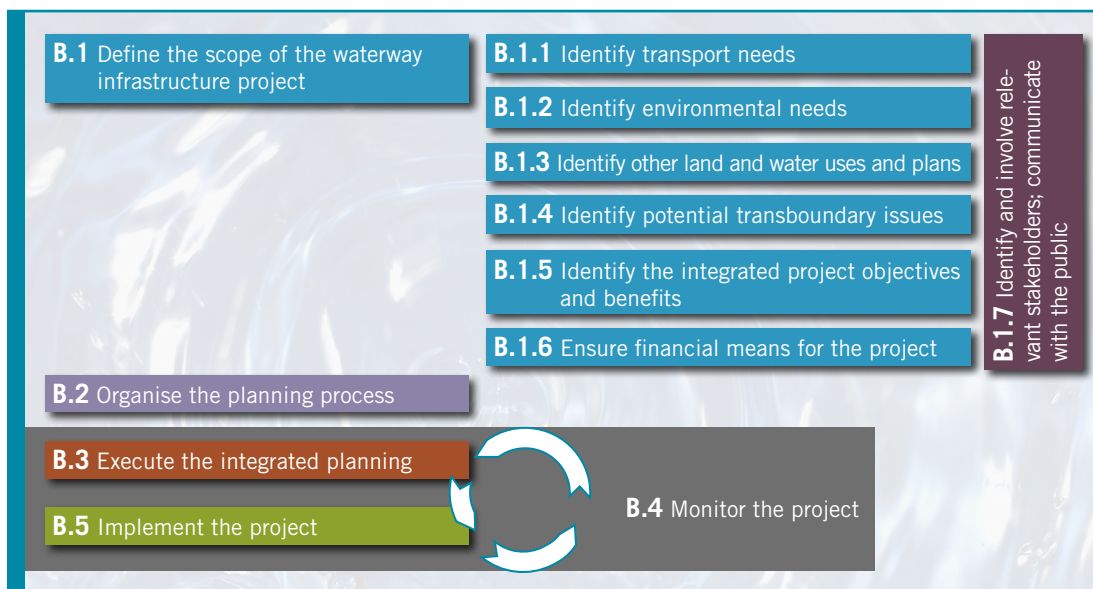 B.1 Define the scope of the waterway
infrastructure project
B.1.1 Identify transport needs
B.1.2 Identify environmental needs
B.1.3 Identify other land and water uses and plans
B.1.4 Identify potential transboundary issues
B.1.5 Identify the integrated project objectives
and benefits
B.1.6 Ensure financial means for the project
B.1.7 Identify and involve rele-
vant stakeholders; communicate
with the public
B.2 Organise the planning process
B.3 Execute the integrated planning
B.4 Monitor the project
B.5 Implement the project